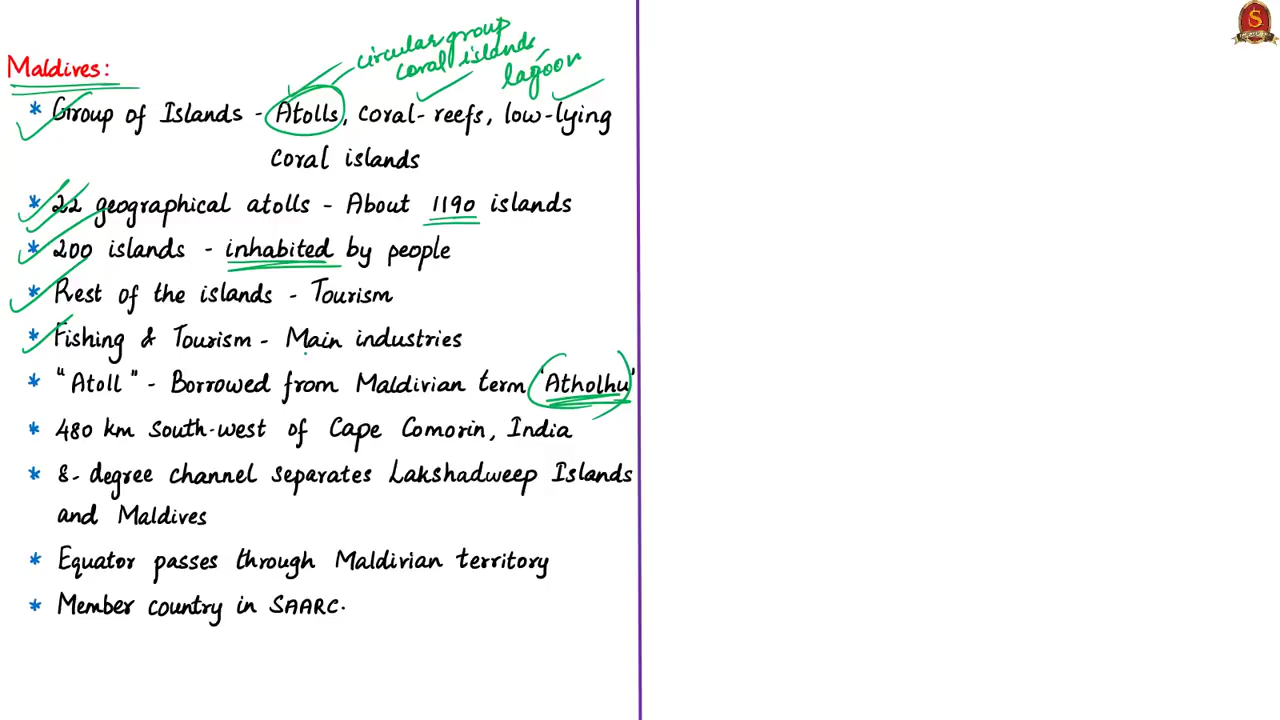 circular group
coral islands
lagoon
Maldives:
* Group of Islands - Atolls, coral-reefs, low-lying
coral islands
* 22 geographical atolls - About 1190 islands
* 200 islands - inhabited by people
* Rest of the islands - Tourism
* Fishing & Tourism - Main industries
* "Atoll" - Borrowed from Maldivian term 'Atholhu'
* 480 km south-west of Cape Comorin, India
* 8-degree channel separates Lakshadweep Islands
and Maldives
* Equator passes through Maldivian territory
* Member country in SAARC.
S